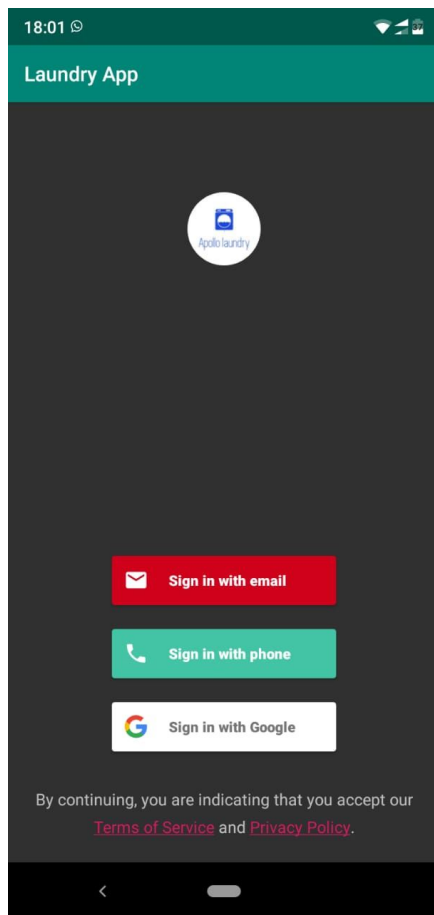 18:01
37
Laundry App
Apollo laundry
Sign in with email
Sign in with phone
Sign in with Google
By continuing, you are indicating that you accept our
Terms of Service and Privacy Policy.